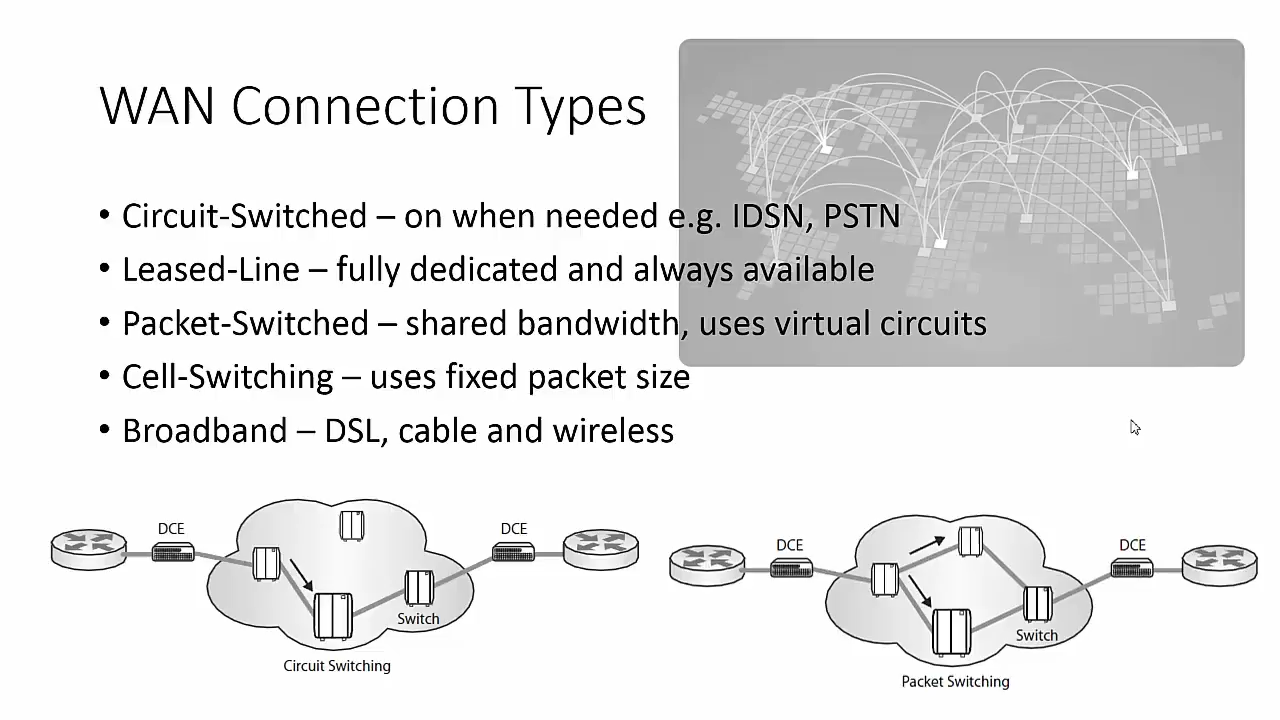 WAN Connection Types
• Circuit-Switched – on when needed e.g. IDSN, PSTN
• Leased-Line – fully dedicated and always available
• Packet-Switched – shared bandwidth, uses virtual circuits
• Cell-Switching – uses fixed packet size
• Broadband – DSL, cable and wireless
DCE
DCE
Switch
Circuit Switching
DCE
DCE
Switch
Packet Switching